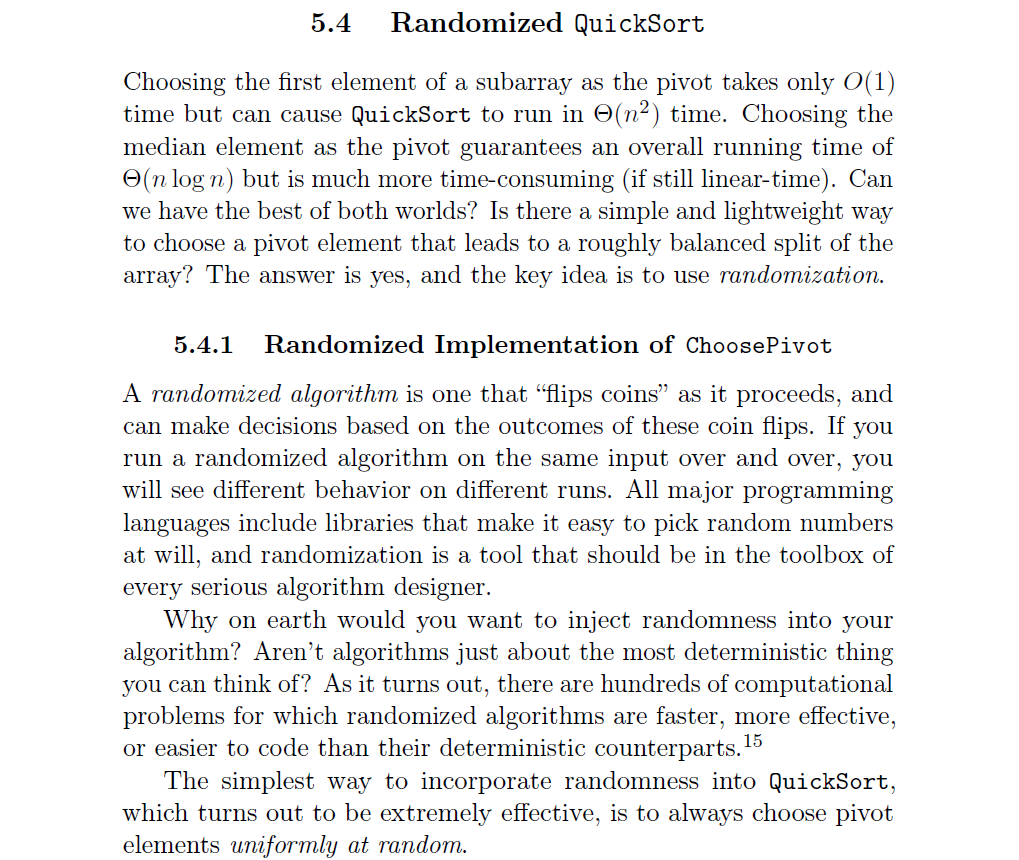 5.4 Randomized QuickSort
Choosing the first element of a subarray as the pivot takes only O(1)
time but can cause QuickSort to run in Θ(n²) time. Choosing the
median element as the pivot guarantees an overall running time of
Θ(n log n) but is much more time-consuming (if still linear-time). Can
we have the best of both worlds? Is there a simple and lightweight way
to choose a pivot element that leads to a roughly balanced split of the
array? The answer is yes, and the key idea is to use randomization.
5.4.1 Randomized Implementation of ChoosePivot
A randomized algorithm is one that “flips coins” as it proceeds, and
can make decisions based on the outcomes of these coin flips. If you
run a randomized algorithm on the same input over and over, you
will see different behavior on different runs. All major programming
languages include libraries that make it easy to pick random numbers
at will, and randomization is a tool that should be in the toolbox of
every serious algorithm designer.
Why on earth would you want to inject randomness into your
algorithm? Aren’t algorithms just about the most deterministic thing
you can think of? As it turns out, there are hundreds of computational
problems for which randomized algorithms are faster, more effective,
or easier to code than their deterministic counterparts.¹⁵
The simplest way to incorporate randomness into QuickSort,
which turns out to be extremely effective, is to always choose pivot
elements uniformly at random.